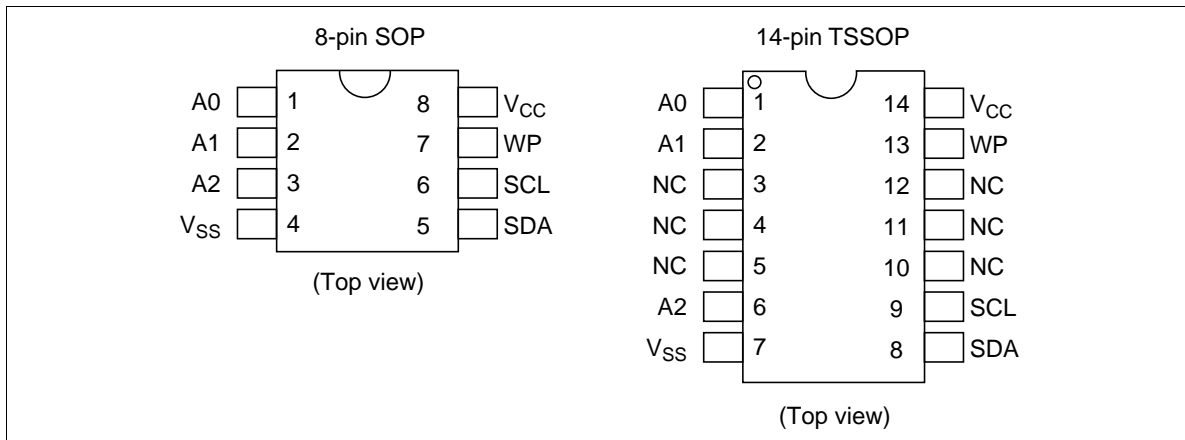 8-pin SOP
A0 1 8 VCC
A1 2 7 WP
A2 3 6 SCL
VSS 4 5 SDA
(Top view)
14-pin TSSOP
A0 1 14 VCC
A1 2 13 WP
NC 3 12 NC
NC 4 11 NC
NC 5 10 NC
A2 6 9 SCL
VSS 7 8 SDA
(Top view)